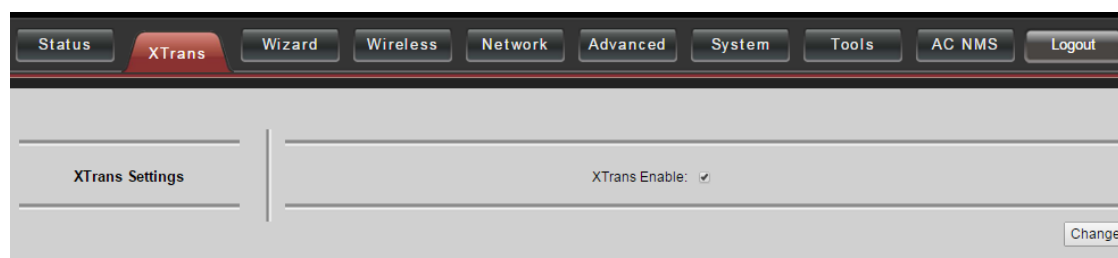 Status XTrans Wizard Wireless Network Advanced System Tools AC NMS Logout
XTrans Settings
XTrans Enable:
Change